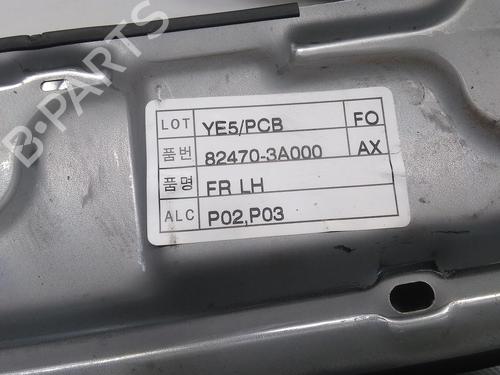 B-PARTS
LOT YE5/PCB FO
품번 82470-3A000 AX
품명 FR LH
ALC P02,P03